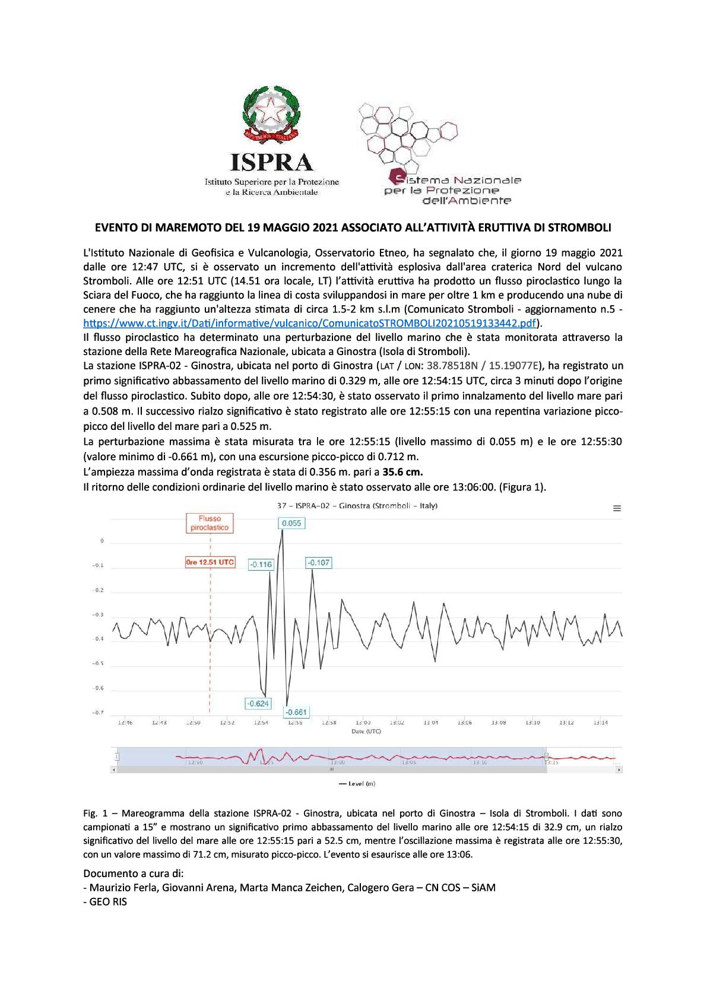 REPVBBLICA ITALIANA
ISPRA
Istituto Superiore per la Protezione
e la Ricerca Ambientale
Sistema Nazionale
per la Protezione
dell'Ambiente
EVENTO DI MAREMOTO DEL 19 MAGGIO 2021 ASSOCIATO ALL’ATTIVITÀ ERUTTIVA DI STROMBOLI
L'Istituto Nazionale di Geofisica e Vulcanologia, Osservatorio Etneo, ha segnalato che, il giorno 19 maggio 2021
dalle ore 12:47 UTC, si è osservato un incremento dell'attività esplosiva dall'area craterica Nord del vulcano
Stromboli. Alle ore 12:51 UTC (14.51 ora locale, LT) l’attività eruttiva ha prodotto un flusso piroclastico lungo la
Sciara del Fuoco, che ha raggiunto la linea di costa sviluppandosi in mare per oltre 1 km e producendo una nube di
cenere che ha raggiunto un'altezza stimata di circa 1.5-2 km s.l.m (Comunicato Stromboli - aggiornamento n.5 -
https://www.ct.ingv.it/Dati/informative/vulcanico/ComunicatoSTROMBOLI20210519133442.pdf).
Il flusso piroclastico ha determinato una perturbazione del livello marino che è stata monitorata attraverso la
stazione della Rete Mareografica Nazionale, ubicata a Ginostra (Isola di Stromboli).
La stazione ISPRA-02 - Ginostra, ubicata nel porto di Ginostra (LAT / LON: 38.78518N / 15.19077E), ha registrato un
primo significativo abbassamento del livello marino di 0.329 m, alle ore 12:54:15 UTC, circa 3 minuti dopo l’origine
del flusso piroclastico. Subito dopo, alle ore 12:54:30, è stato osservato il primo innalzamento del livello mare pari
a 0.508 m. Il successivo rialzo significativo è stato registrato alle ore 12:55:15 con una repentina variazione picco-
picco del livello del mare pari a 0.525 m.
La perturbazione massima è stata misurata tra le ore 12:55:15 (livello massimo di 0.055 m) e le ore 12:55:30
(valore minimo di -0.661 m), con una escursione picco-picco di 0.712 m.
L’ampiezza massima d’onda registrata è stata di 0.356 m. pari a 35.6 cm.
Il ritorno delle condizioni ordinarie del livello marino è stato osservato alle ore 13:06:00. (Figura 1).
37 – ISPRA–02 – Ginostra (Stromboli – Italy)
Flusso
piroclastico
0.055
0
0re 12.51 UTC
-0.116
-0.107
-0.1
-0.2
-0.3
-0.4
-0.5
-0.6
-0.624
-0.661
-0.7
12:46 12:48 12:50 12:52 12:54 12:56 12:58 13:00 13:02 13:04 13:06 13:08 13:10 13:12 13:14
Date (UTC)
12:50 13:00 13:05 13:10 13:15 ...
Level (m)
Fig. 1 – Mareogramma della stazione ISPRA-02 - Ginostra, ubicata nel porto di Ginostra – Isola di Stromboli. I dati sono
campionati a 15” e mostrano un significativo primo abbassamento del livello marino alle ore 12:54:15 di 32.9 cm, un rialzo
significativo del livello del mare alle ore 12:55:15 pari a 52.5 cm, mentre l’oscillazione massima è registrata alle ore 12:55:30,
con un valore massimo di 71.2 cm, misurato picco-picco. L’evento si esaurisce alle ore 13:06.
Documento a cura di:
- Maurizio Ferla, Giovanni Arena, Marta Manca Zeichen, Calogero Gera – CN COS – SiAM
- GEO RIS